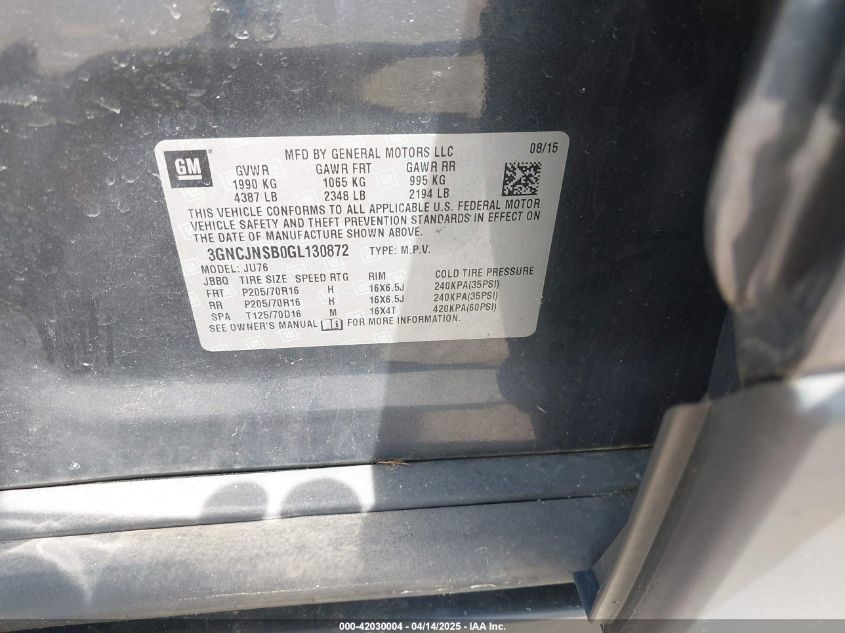 GM
MFD BY GENERAL MOTORS LLC 08/15
GVWR GAWR FRT GAWR RR
1990 KG 1065 KG 995 KG
4387 LB 2348 LB 2194 LB
THIS VEHICLE CONFORMS TO ALL APPLICABLE U.S. FEDERAL MOTOR
VEHICLE SAFETY AND THEFT PREVENTION STANDARDS IN EFFECT ON
THE DATE OF MANUFACTURE SHOWN ABOVE.
3GNCJNSB0GL130872 TYPE: M.P.V.
MODEL: JU76
JBBQ TIRE SIZE SPEED RTG RIM COLD TIRE PRESSURE
FRT P205/70R16 H 16X6.5J 240KPA(35PSI)
RR P205/70R16 H 16X6.5J 240KPA(35PSI)
SPA T125/70D16 M 16X4T 420KPA(60PSI)
SEE OWNER'S MANUAL FOR MORE INFORMATION.
000-42030004 - 04/14/2025 - IAA Inc.